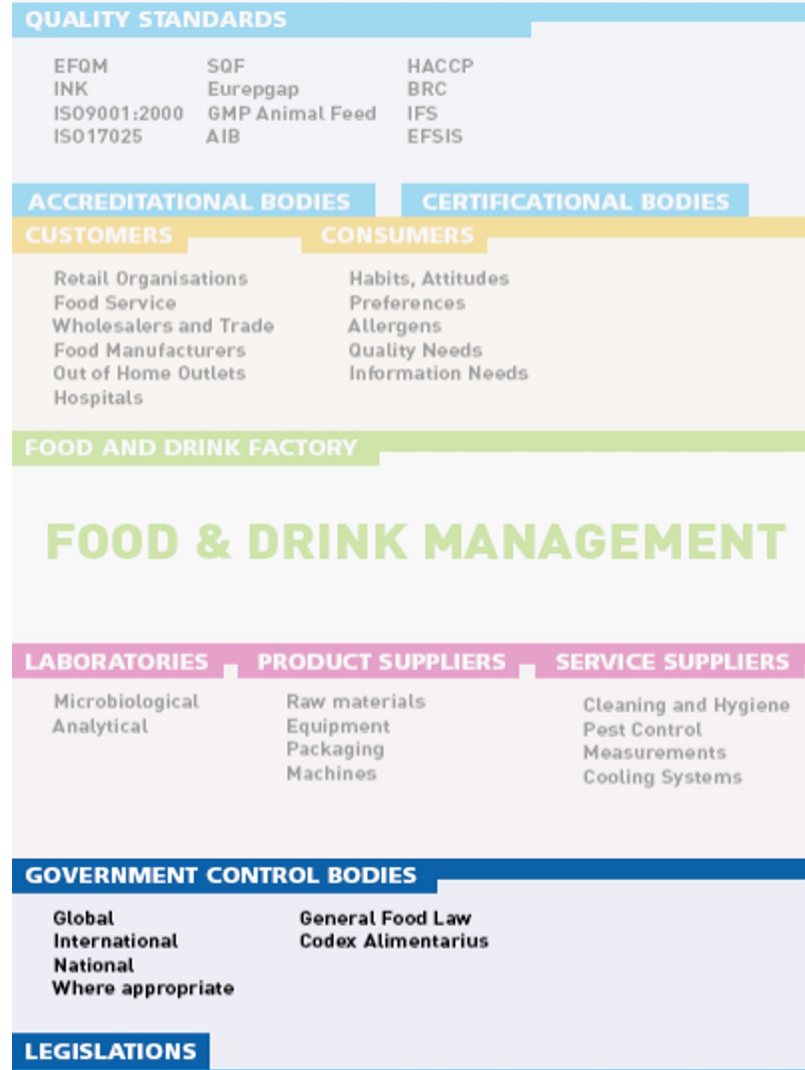 QUALITY STANDARDS
EFQM SQF HACCP
INK Eurepgap BRC
ISO9001:2000 GMP Animal Feed IFS
ISO17025 AIB EFSIS
ACCREDITATIONAL BODIES CERTIFICATIONAL BODIES
CUSTOMERS CONSUMERS
Retail Organisations Habits, Attitudes
Food Service Preferences
Wholesalers and Trade Allergens
Food Manufacturers Quality Needs
Out of Home Outlets Information Needs
Hospitals
FOOD AND DRINK FACTORY
FOOD & DRINK MANAGEMENT
LABORATORIES PRODUCT SUPPLIERS SERVICE SUPPLIERS
Microbiological Raw materials Cleaning and Hygiene
Analytical Equipment Pest Control
Packaging Measurements
Machines Cooling Systems
GOVERNMENT CONTROL BODIES
Global General Food Law
International Codex Alimentarius
National
Where appropriate
LEGISLATIONS